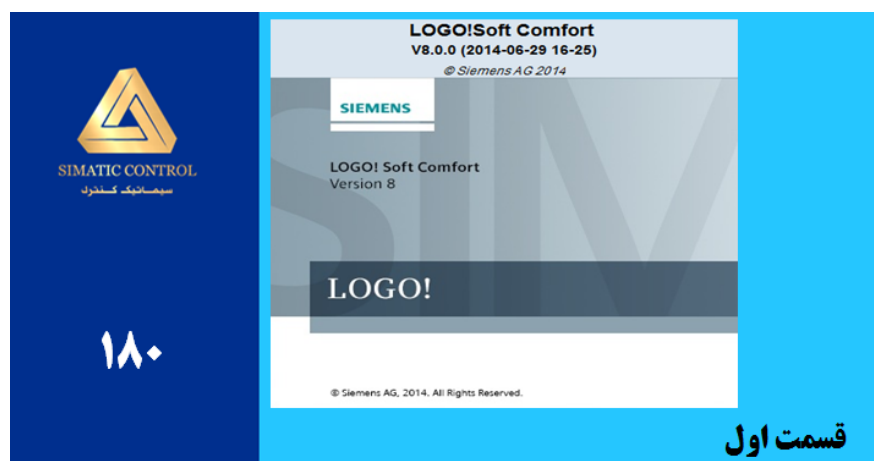 LOGO!Soft Comfort
V8.0.0 (2014-06-29 16-25)
© Siemens AG 2014
SIEMENS
LOGO! Soft Comfort
Version 8
LOGO!
© Siemens AG, 2014. All Rights Reserved.
SIMATIC CONTROL
سیماتیک کنترل
۱۸۰
قسمت اول